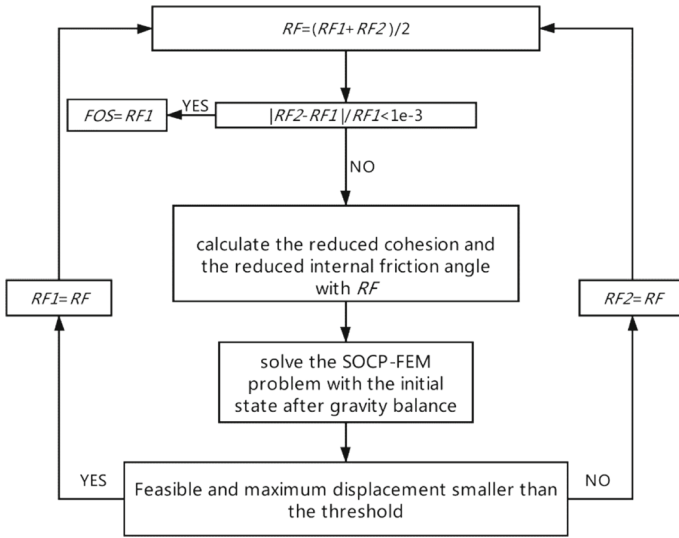 RF=(RF1+RF2)/2
FOS=RF1
YES
|RF2-RF1|/RF1<1e-3
NO
calculate the reduced cohesion and
the reduced internal friction angle
with RF
RF1=RF
RF2=RF
solve the SOCP-FEM
problem with the initial
state after gravity balance
YES
Feasible and maximum displacement smaller than
the threshold
NO